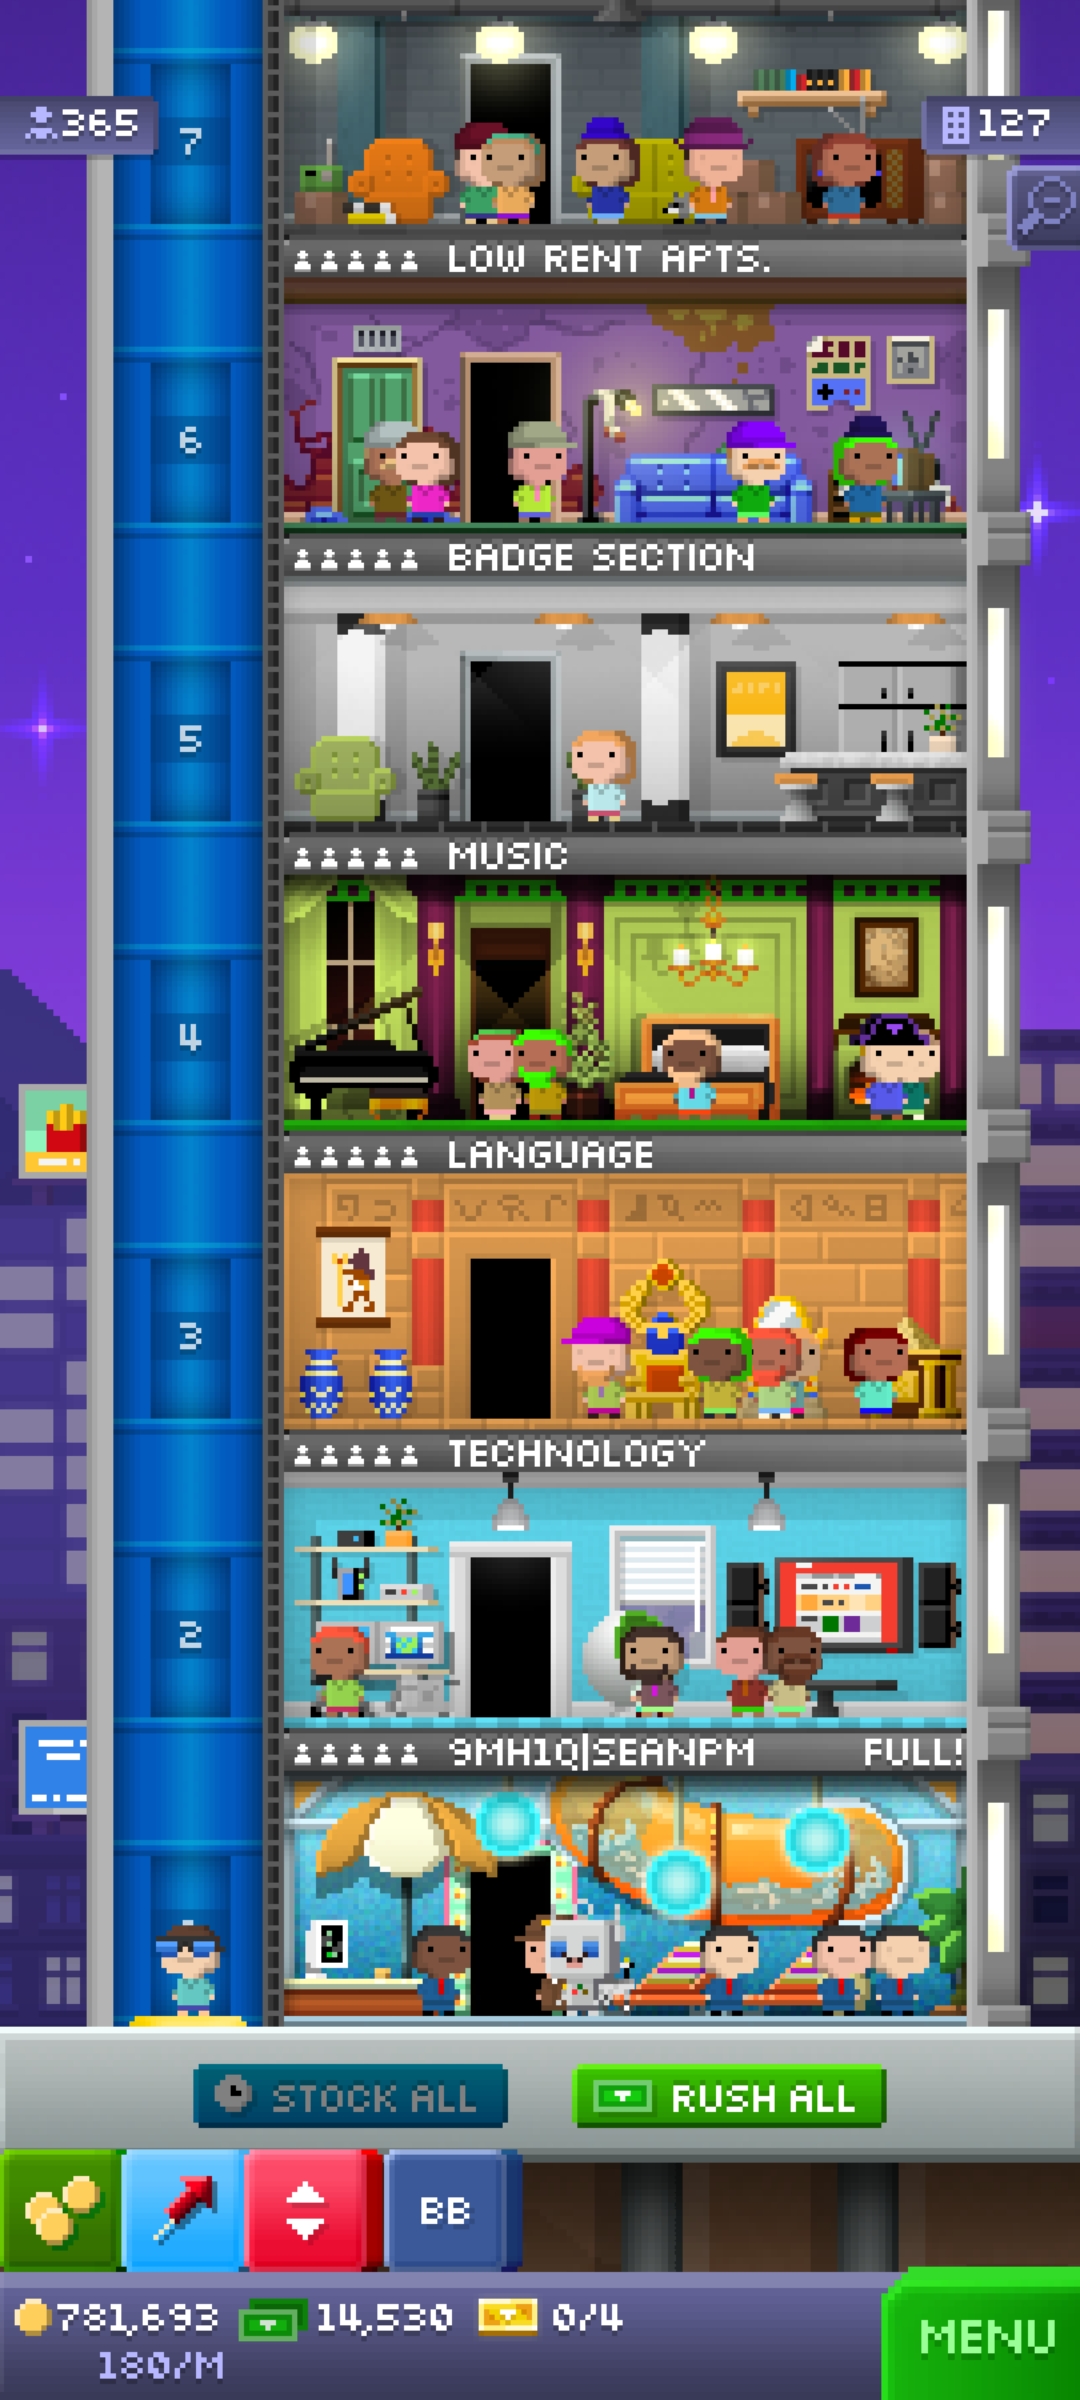 365
127
7
LOW RENT APTS.
6
BADGE SECTION
5
MUSIC
4
LANGUAGE
3
TECHNOLOGY
2
9MH1Q|SEANPM FULL!
STOCK ALL
RUSH ALL
BB
781,693 14,530 0/4
180/M
MENU